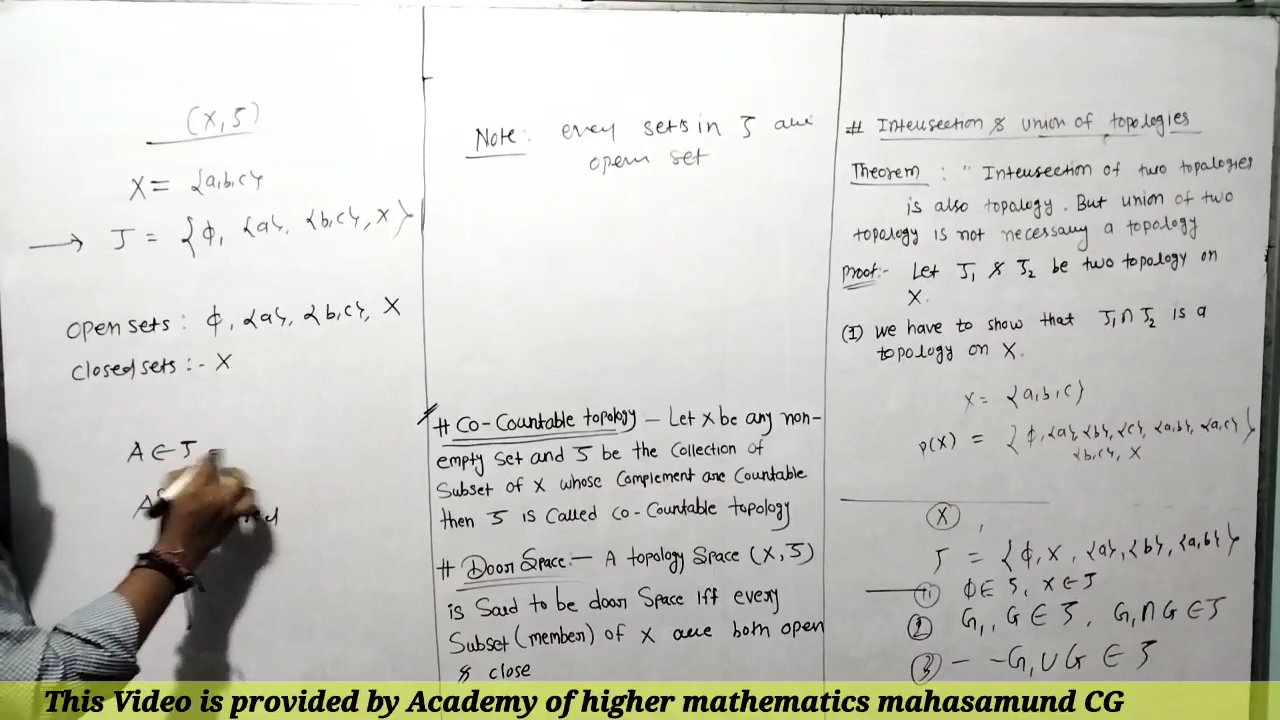 (X, ζ)
X = {a,b,c}
→ J = {ϕ, {a}, {b,c}, X}
open sets : ϕ, {a}, {b,c}, X
closed sets :- X
A ∈ J
Note: every sets in ζ are
open set
# Co-Countable topology – Let X be any non-
empty set and ζ be the Collection of
Subset of X whose Complement are Countable
then ζ is Called Co-Countable topology
# Door Space:– A topology Space (X, ζ)
is Said to be door Space iff every
Subset (member) of X are both open
& close
# Intersection & union of topologies
Theorem : " Intersection of two topalogies
is also topology. But union of two
topology is not necessary a topology
Proof:- Let J₁ & J₂ be two topology on
X.
(I) we have to show that J₁∩J₂ is a
topology on X.
X = {a,b,c}
P(X) = {ϕ, {a}, {b}, {c}, {a,b}, {a,c}
{b,c}, X }
(X) ,
ζ = {ϕ, X, {a}, {b}, {a,b}}
(1) ϕ∈ζ, X∈ζ
(2) G₁, G ∈ ζ, G₁∩G ∈ ζ
(3) – –G₁∪G ∈ ζ
This Video is provided by Academy of higher mathematics mahasamund CG